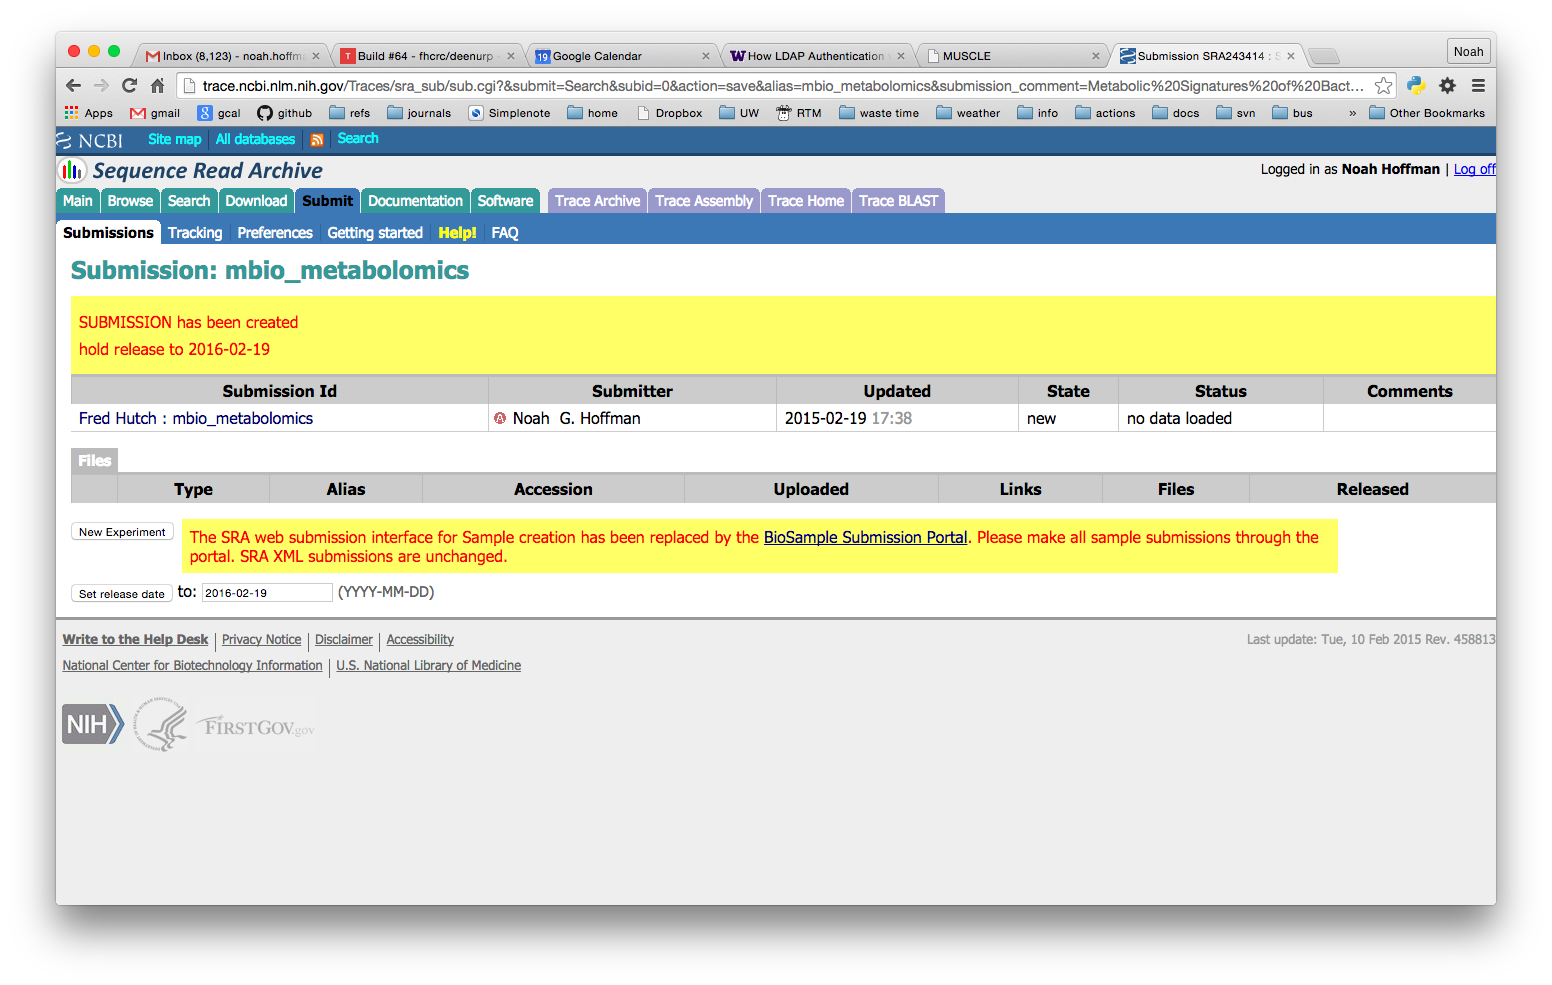 Inbox (8,123) - noah.hoffm
Build #64 - fhcrc/deenurp
19 Google Calendar
How LDAP Authentication
MUSCLE
Submission SRA243414 : S
Noah
trace.ncbi.nlm.nih.gov/Traces/sra_sub/sub.cgi?&submit=Search&subid=0&action=save&alias=mbio_metabolomics&submission_comment=Metabolic%20Signatures%20of%20Bact...
Apps gmail gcal github refs journals Simplenote home Dropbox UW RTM waste time weather info actions docs svn bus » Other Bookmarks
NCBI Site map All databases Search
Sequence Read Archive
Logged in as Noah Hoffman | Log off
Main Browse Search Download Submit Documentation Software Trace Archive Trace Assembly Trace Home Trace BLAST
Submissions Tracking Preferences Getting started Help! FAQ
Submission: mbio_metabolomics
SUBMISSION has been created
hold release to 2016-02-19
Submission Id Submitter Updated State Status Comments
Fred Hutch : mbio_metabolomics A Noah G. Hoffman 2015-02-19 17:38 new no data loaded
Files
Type Alias Accession Uploaded Links Files Released
New Experiment
The SRA web submission interface for Sample creation has been replaced by the BioSample Submission Portal. Please make all sample submissions through the
portal. SRA XML submissions are unchanged.
Set release date to: 2016-02-19 (YYYY-MM-DD)
Write to the Help Desk | Privacy Notice | Disclaimer | Accessibility
Last update: Tue, 10 Feb 2015 Rev. 458813
National Center for Biotechnology Information | U.S. National Library of Medicine
NIH
FIRSTGOV.gov